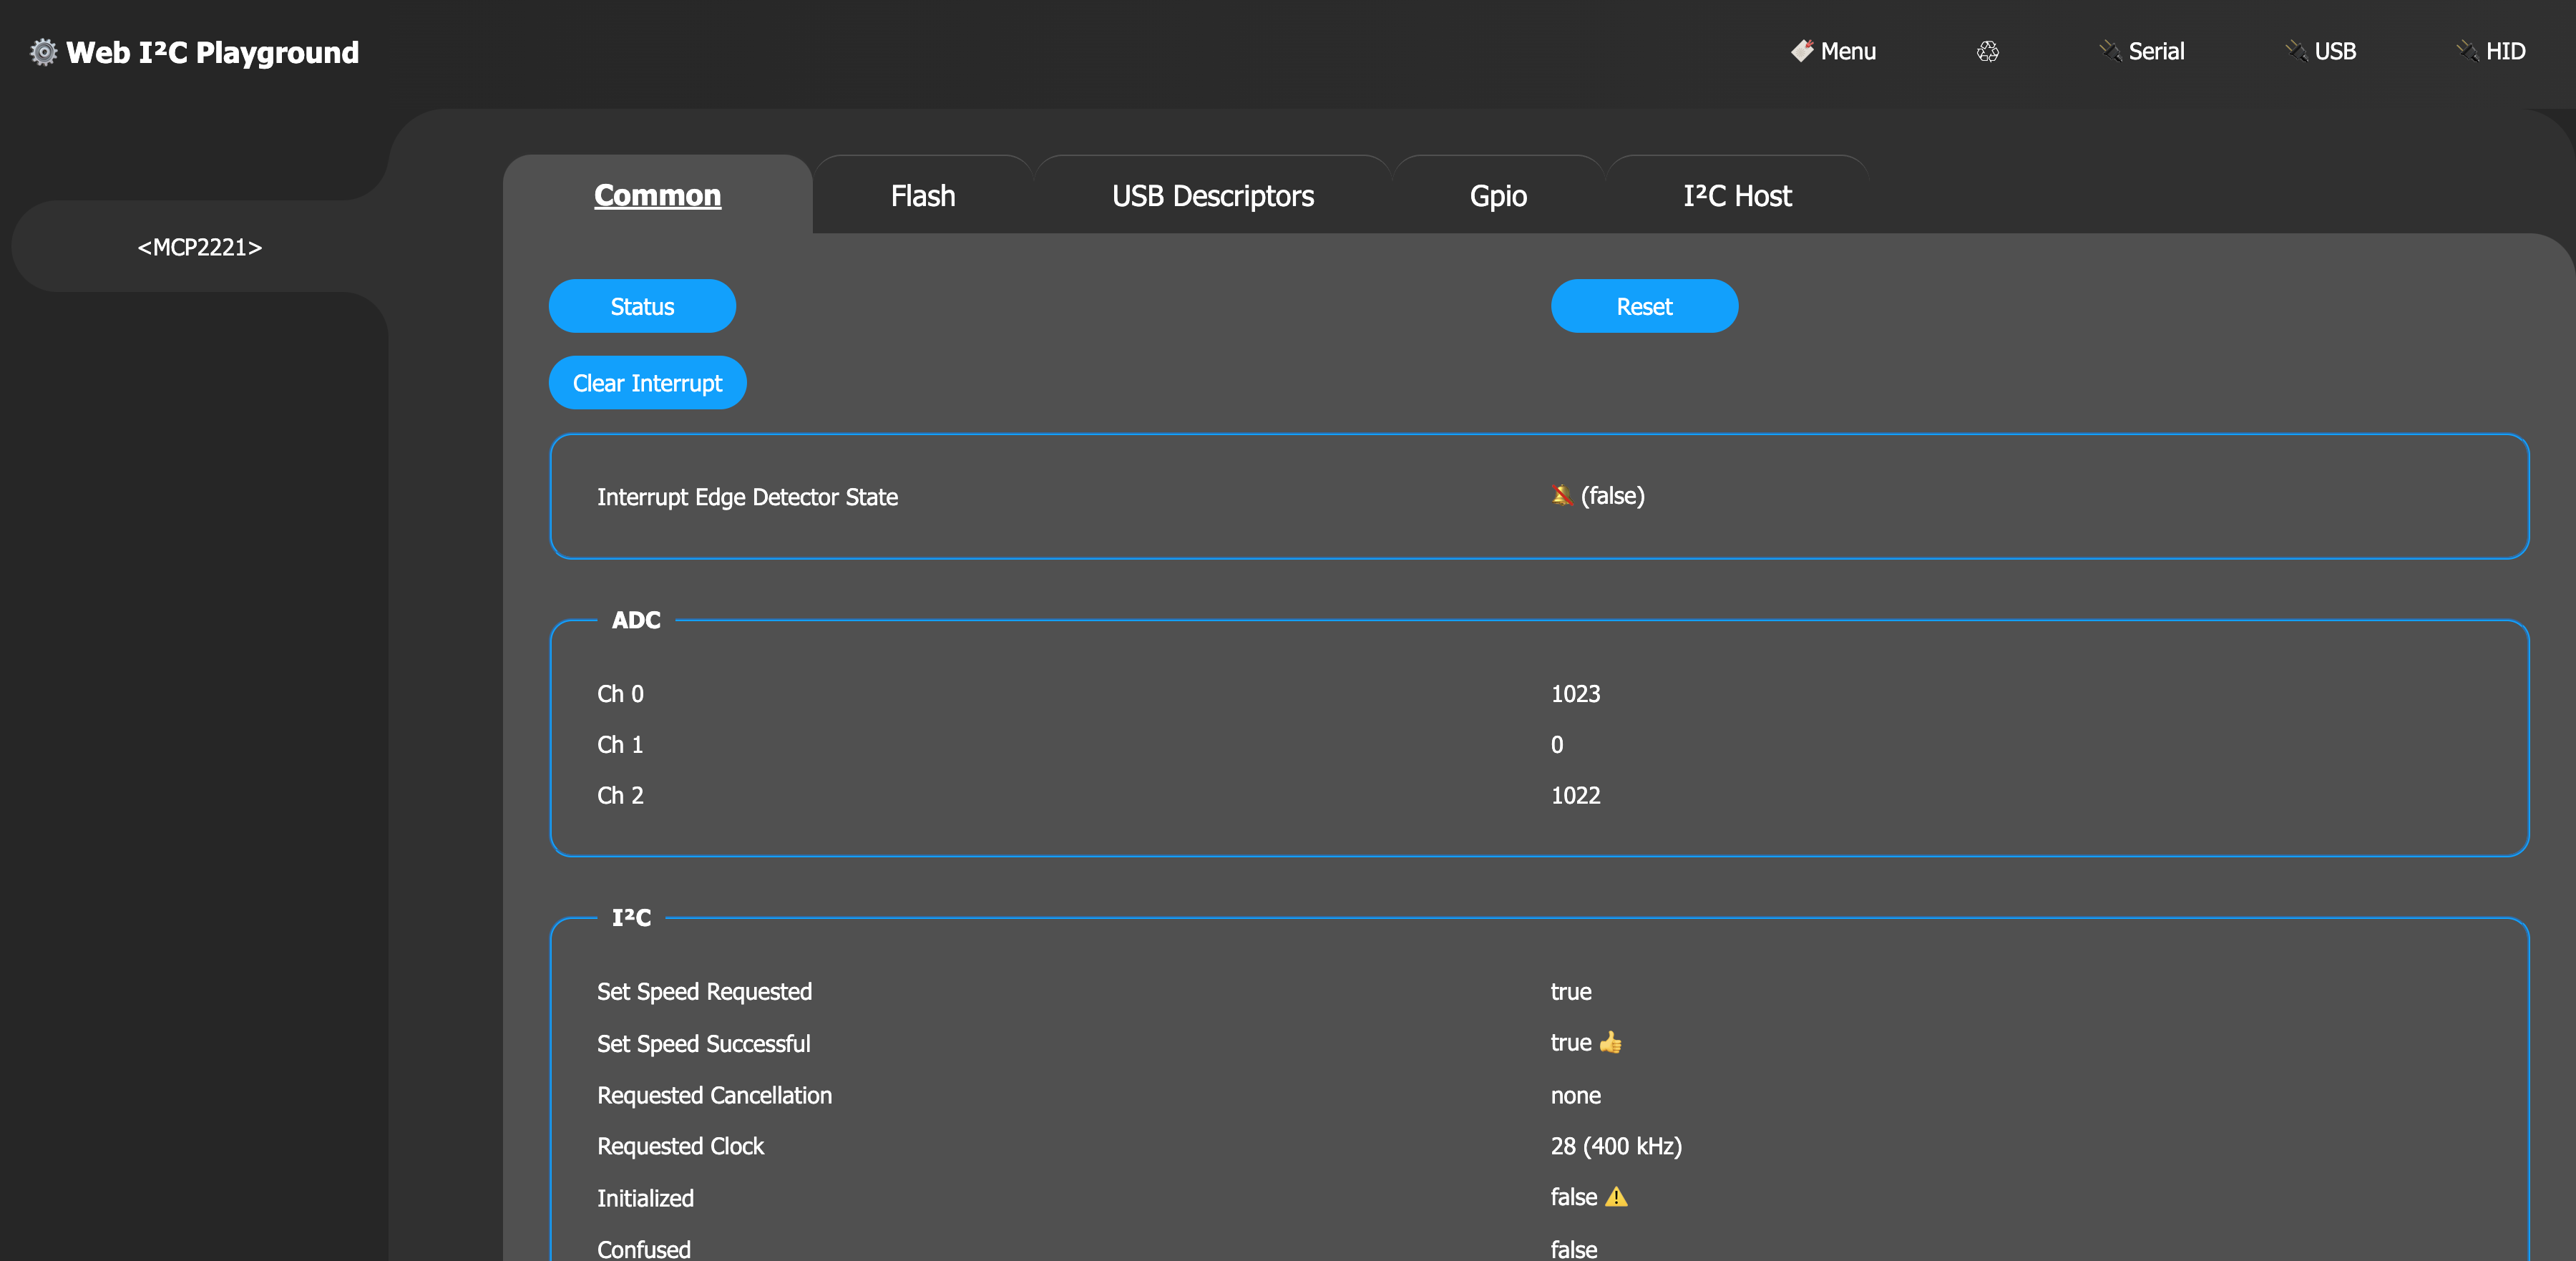 Web I²C Playground
Menu
Serial
USB
HID
<MCP2221>
Common
Flash
USB Descriptors
Gpio
I²C Host
Status
Reset
Clear Interrupt
Interrupt Edge Detector State (false)
ADC
Ch 0 1023
Ch 1 0
Ch 2 1022
I²C
Set Speed Requested true
Set Speed Successful true 👍
Requested Cancellation none
Requested Clock 28 (400 kHz)
Initialized false ⚠️
Confused false